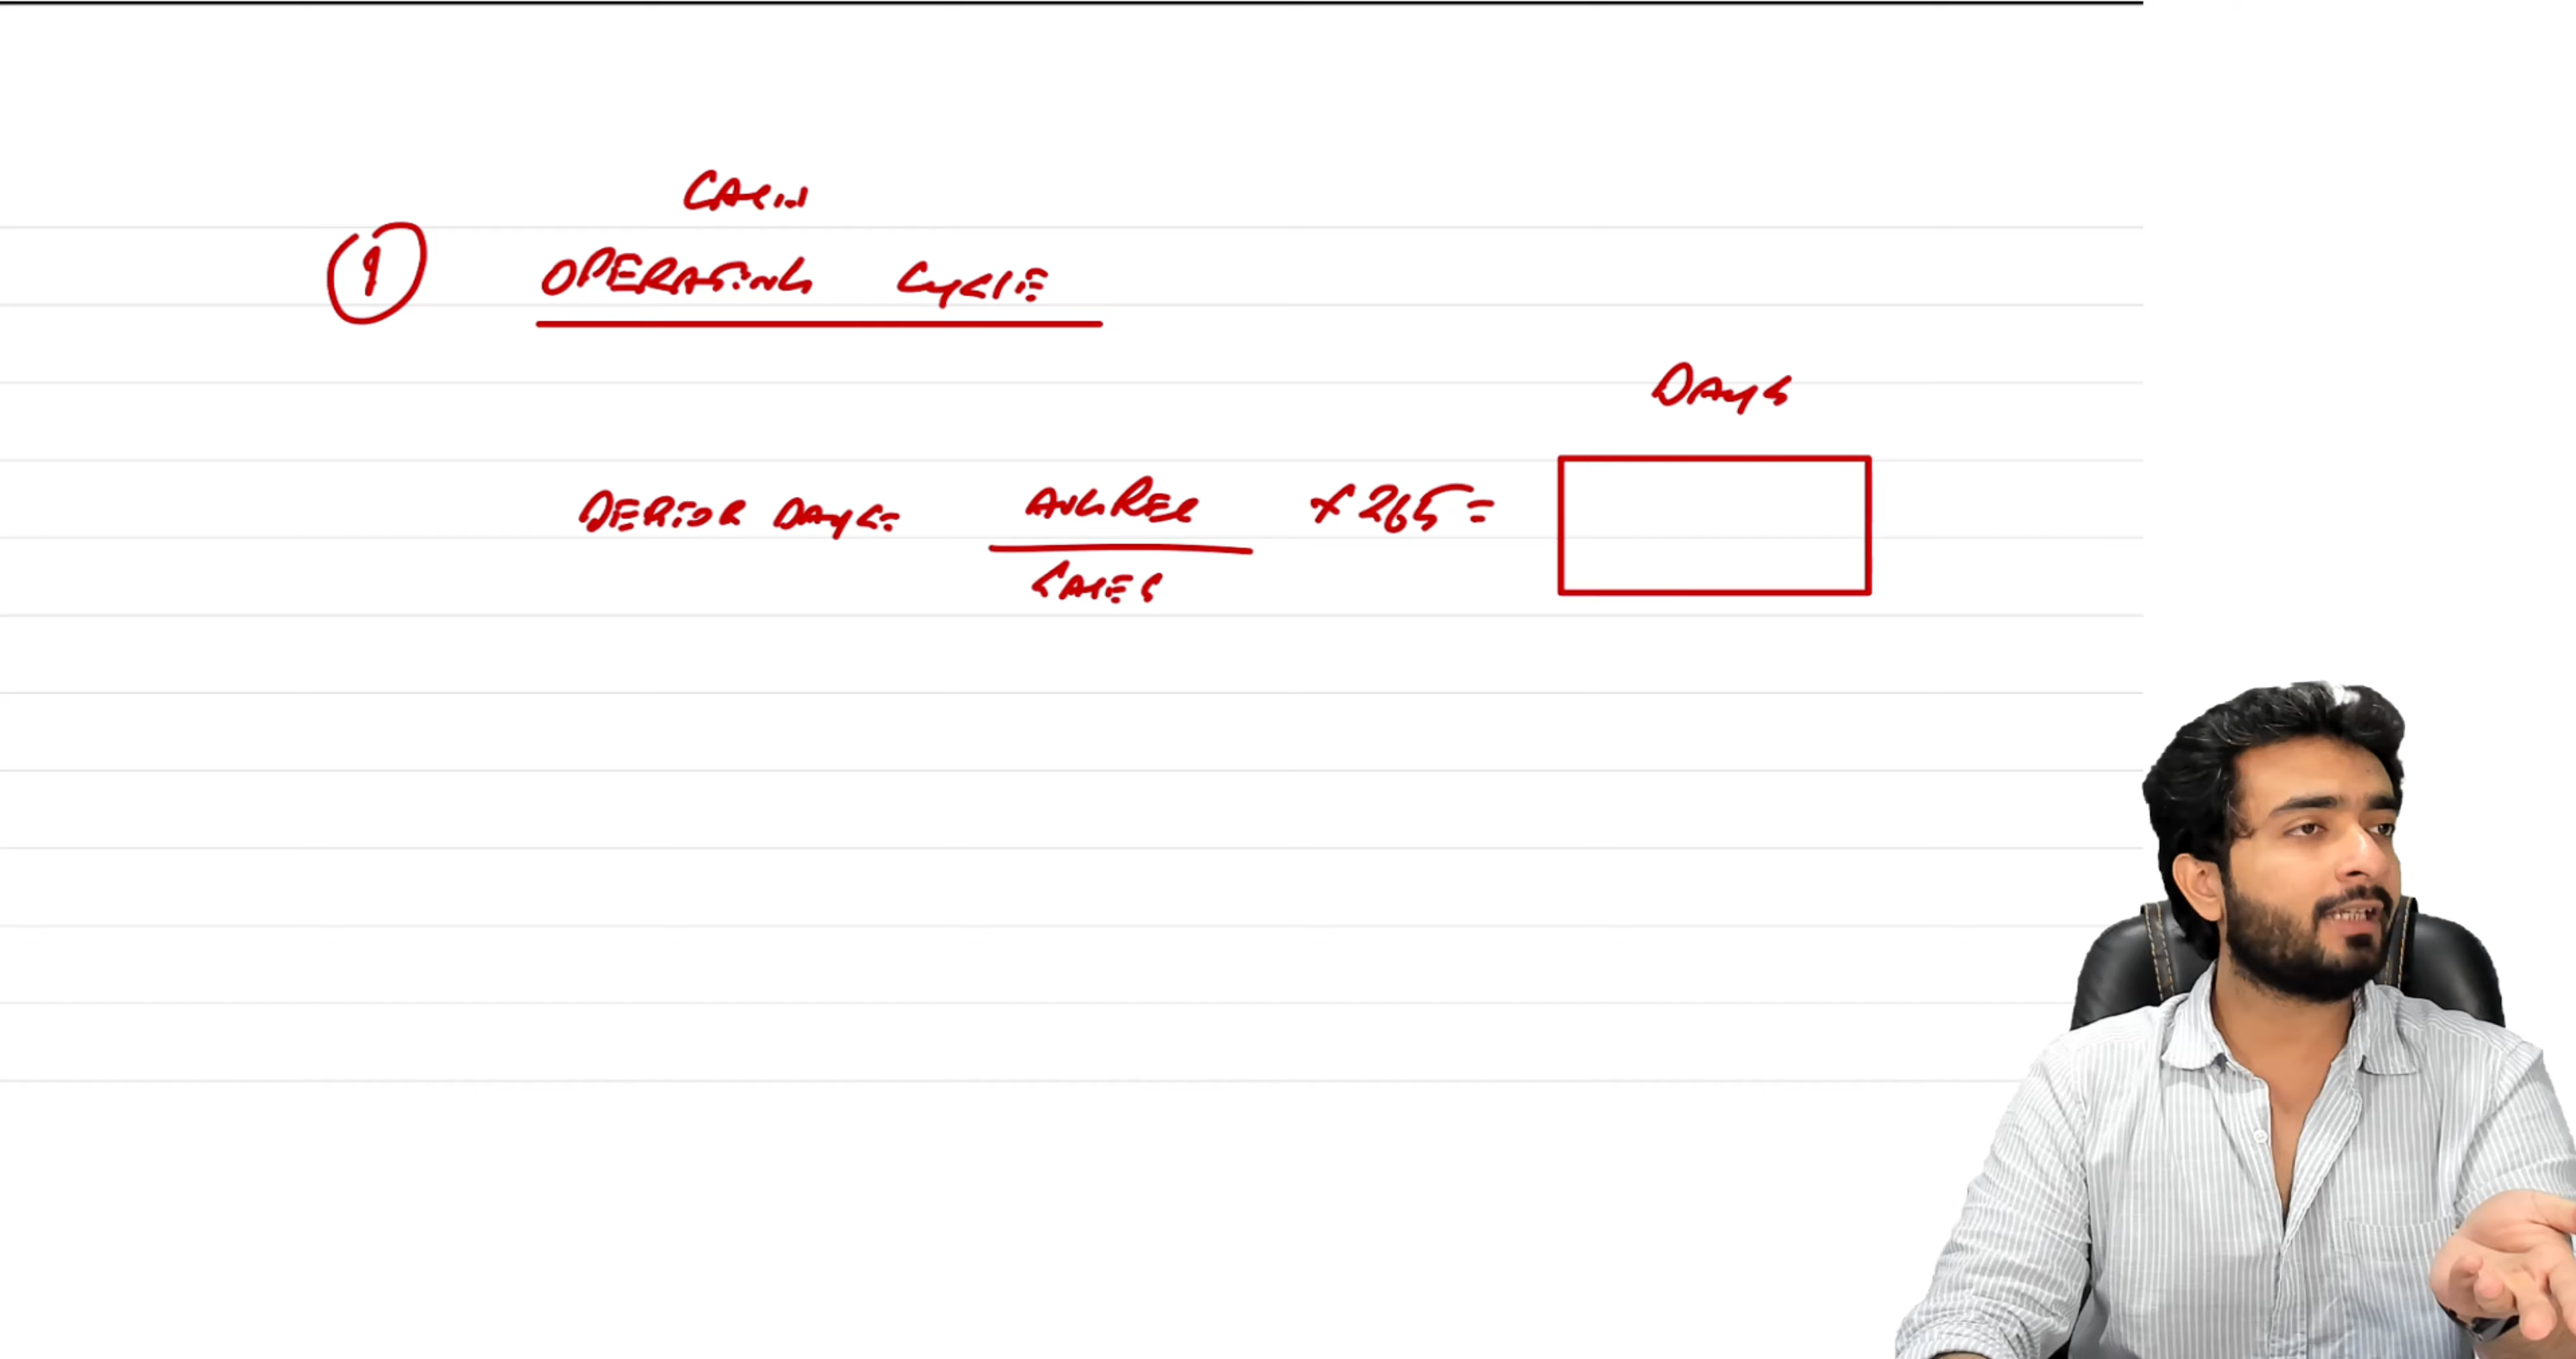 CASH
1 OPERATING CYCLE
DAYS
DEBTOR DAYS = AVG REC × 365 =
SALES